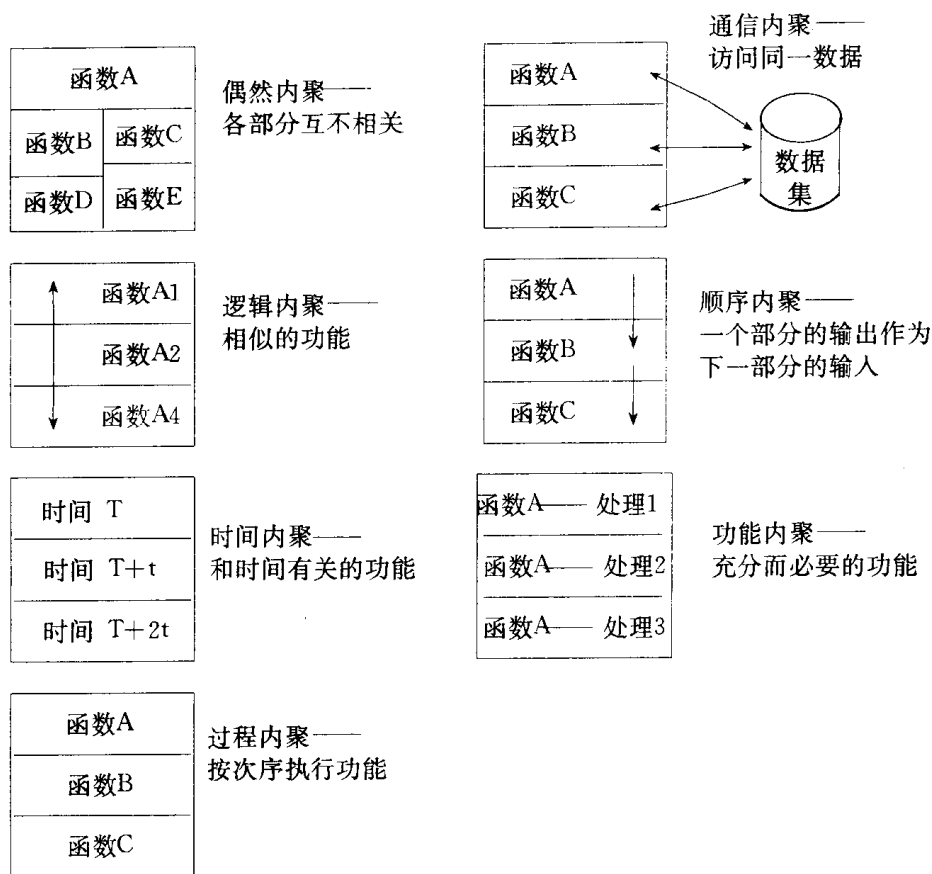 函数A
函数B 函数C
函数D 函数E
偶然内聚——
各部分互不相关
函数A1
函数A2
函数A4
逻辑内聚——
相似的功能
时间 T
时间 T+t
时间 T+2t
时间内聚——
和时间有关的功能
函数A
函数B
函数C
过程内聚——
按次序执行功能
通信内聚——
访问同一数据
函数A
函数B
函数C
数据
集
函数A
函数B
函数C
顺序内聚——
一个部分的输出作为
下一部分的输入
函数A—— 处理1
函数A—— 处理2
函数A—— 处理3
功能内聚——
充分而必要的功能